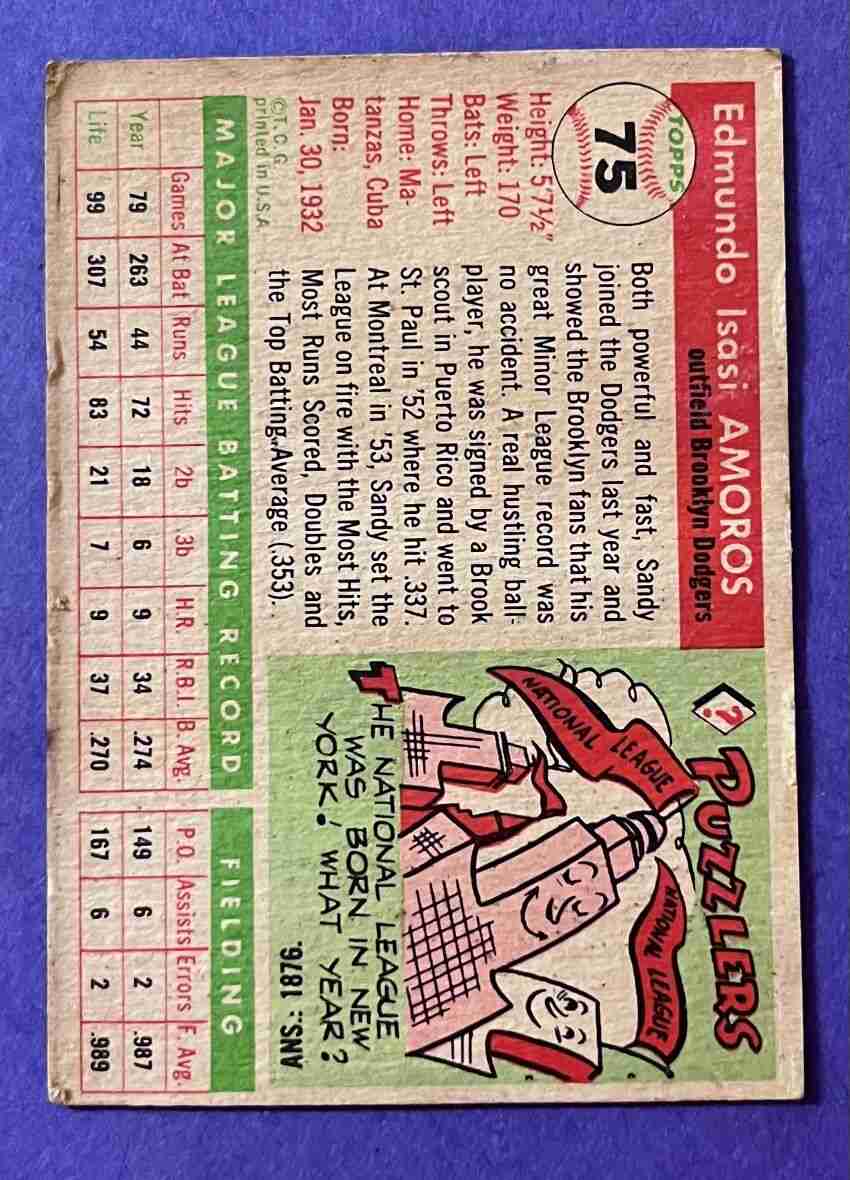 Edmundo Isasi AMOROS
outfield Brooklyn Dodgers
TOPPS
75
Height: 5'7½"
Weight: 170
Bats: Left
Throws: Left
Home: Ma-
tanzas, Cuba
Born:
Jan. 30, 1932
©T. C. G.
printed in U.S.A
Both powerful and fast, Sandy
joined the Dodgers last year and
showed the Brooklyn fans that his
great Minor League record was
no accident. A real hustling ball-
player, he was signed by a Brook
scout in Puerto Rico and went to
St. Paul in '52 where he hit .337.
At Montreal in '53, Sandy set the
League on fire with the Most Hits,
Most Runs Scored, Doubles and
the Top Batting Average (.353).
? PUZZLERS
NATIONAL LEAGUE
NATIONAL LEAGUE
THE NATIONAL LEAGUE
WAS BORN IN NEW
YORK! WHAT YEAR?
ANS: 1876.
MAJOR LEAGUE BATTING RECORD FIELDING
Games At Bat Runs Hits 2b 3b H.R. R.B.I. B. Avg. P.O. Assists Errors F. Avg.
Year 79 263 44 72 18 6 9 34 .274 149 6 2 .987
Life 99 307 54 83 21 7 9 37 .270 167 6 2 .989